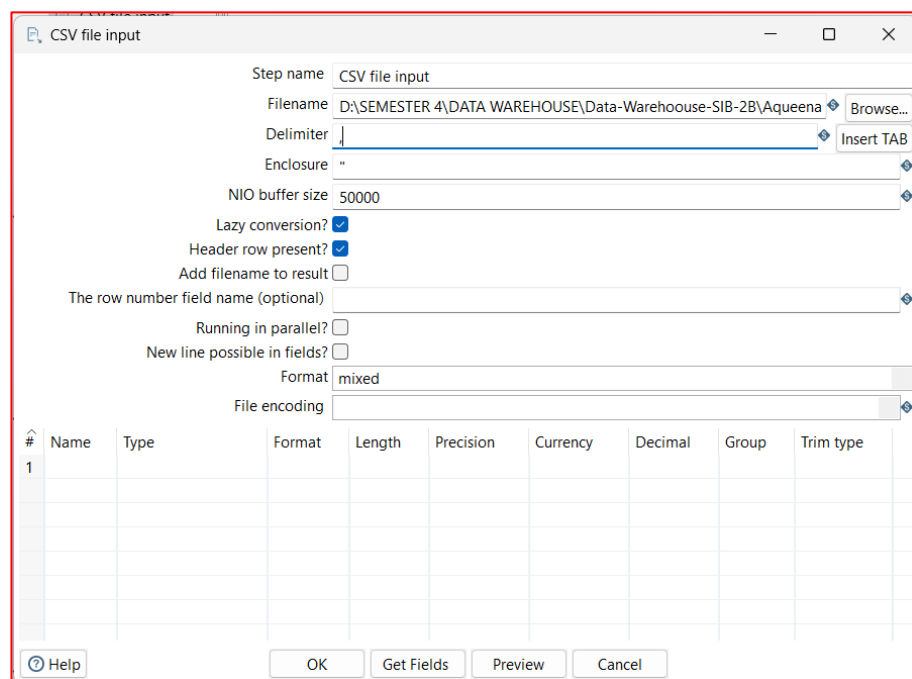 CSV file input
Step name CSV file input
Filename D:\SEMESTER 4\DATA WAREHOUSE\Data-Warehoouse-SIB-2B\Aqueena Browse...
Delimiter , Insert TAB
Enclosure "
NIO buffer size 50000
Lazy conversion?
Header row present?
Add filename to result
The row number field name (optional)
Running in parallel?
New line possible in fields?
Format mixed
File encoding
# Name Type Format Length Precision Currency Decimal Group Trim type
1
Help OK Get Fields Preview Cancel